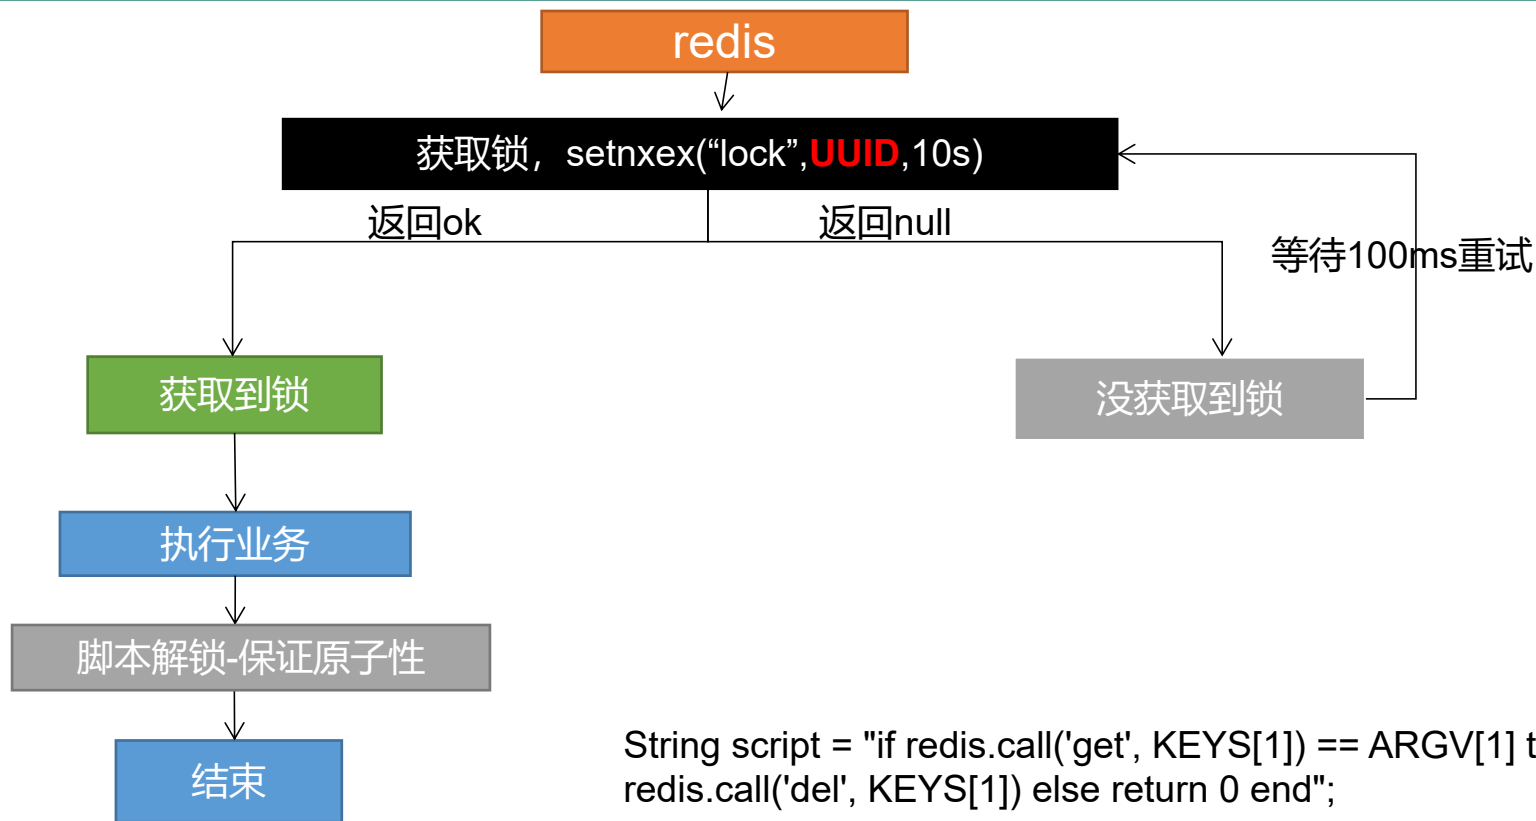 redis
获取锁，setnxex(“lock”,UUID,10s)
返回ok
返回null
等待100ms重试
获取到锁
没获取到锁
执行业务
脚本解锁-保证原子性
结束
String script = "if redis.call('get', KEYS[1]) == ARGV[1] t
redis.call('del', KEYS[1]) else return 0 end";